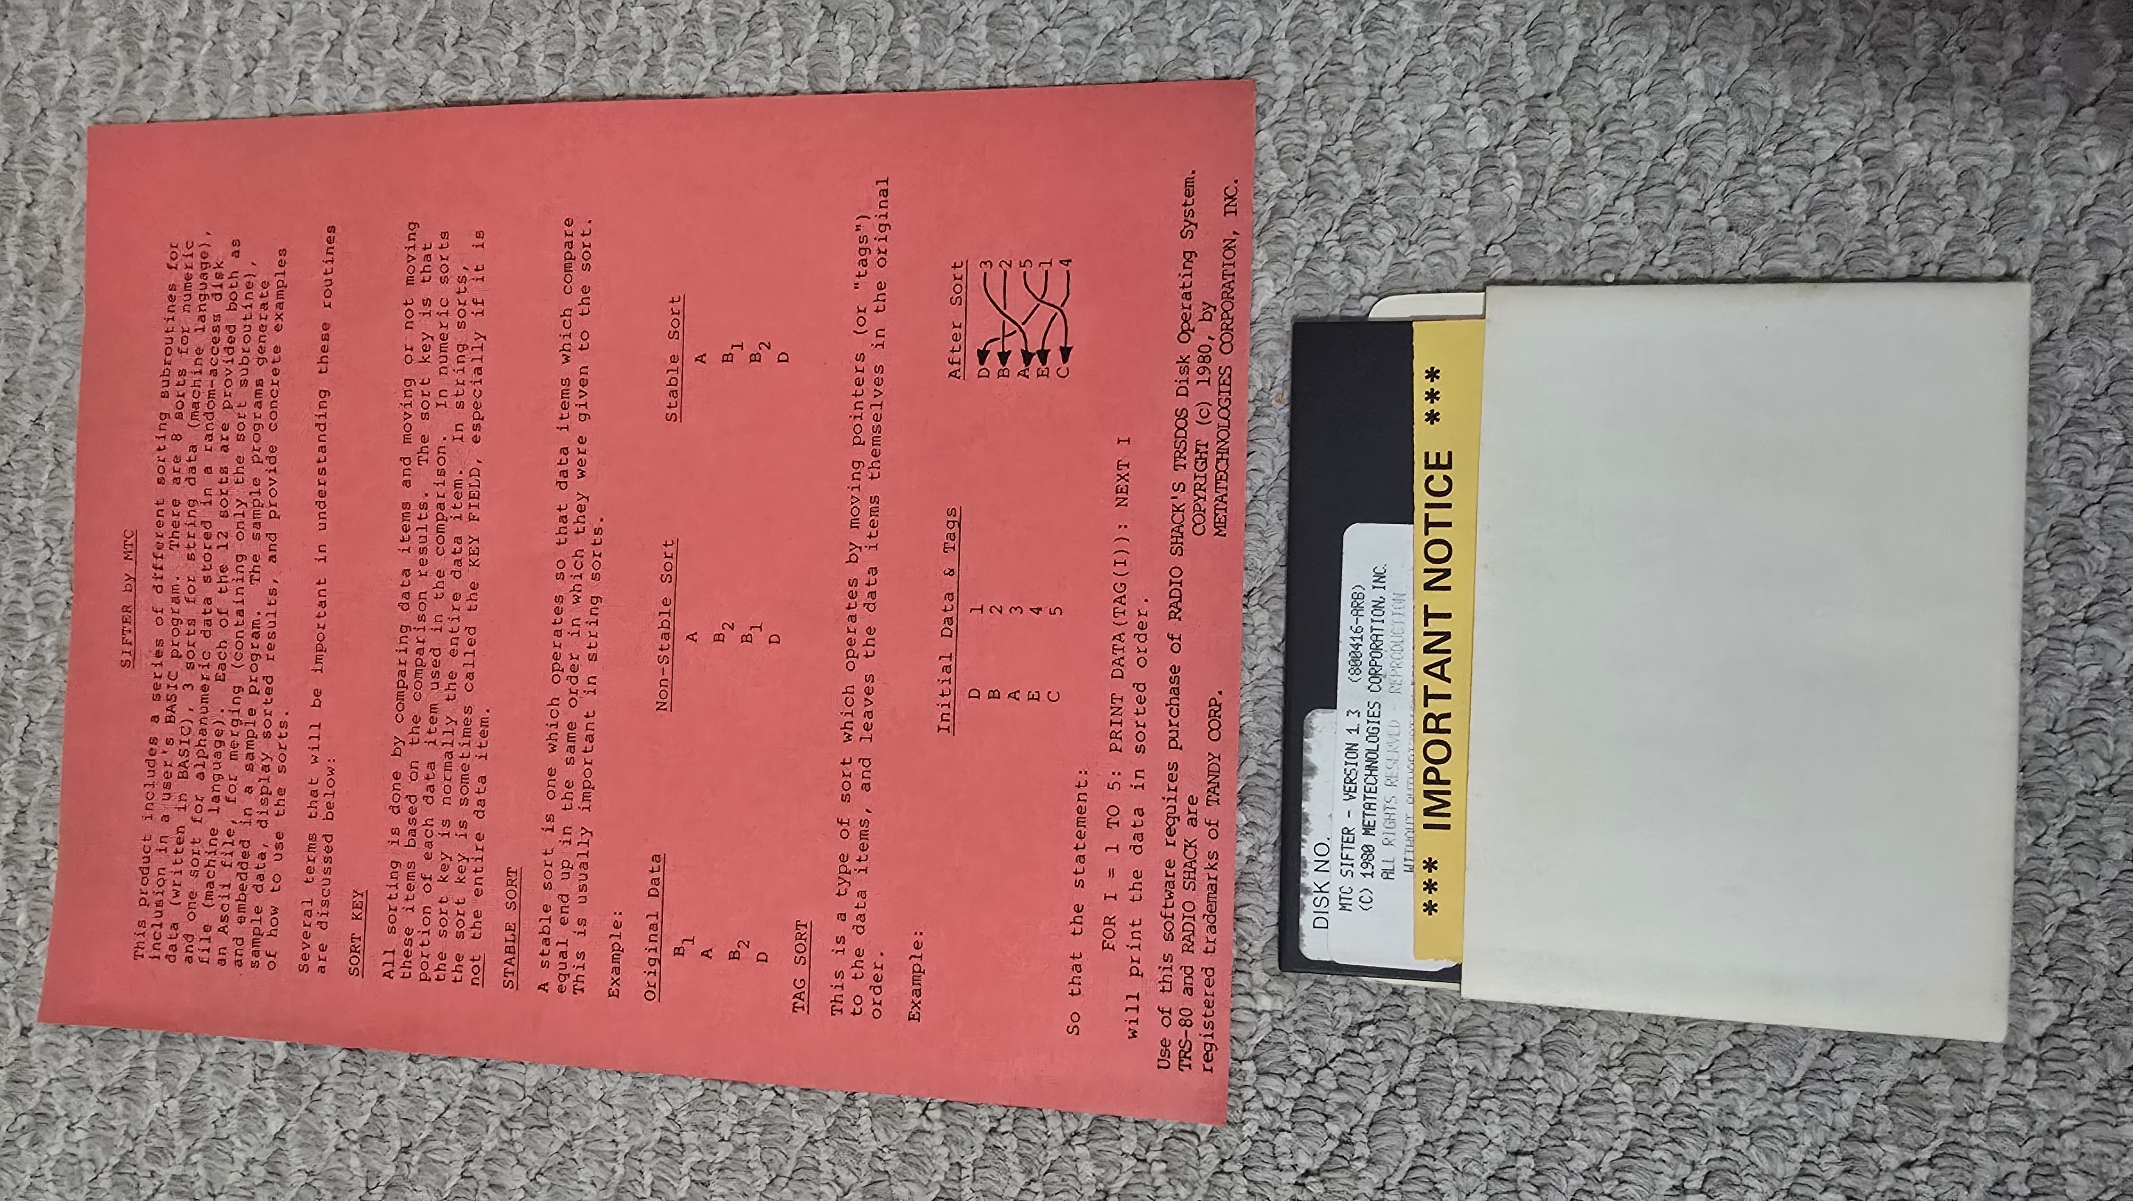 SIFTER by MTC
This product includes a series of different sorting subroutines for
inclusion in a user's BASIC program. There are 8 sorts for numeric
data (written in BASIC), 3 sorts for string data (machine language),
and one sort for alphanumeric data stored in a random-access disk
file (machine language). Each of the 12 sorts are provided both as
an Ascii file, for merging (containing only the sort subroutine),
and embedded in a sample program. The sample programs generate
sample data, display sorted results, and provide concrete examples
of how to use the sorts.
Several terms that will be important in understanding these routines
are discussed below:
SORT KEY
All sorting is done by comparing data items and moving or not moving
these items based on the comparison results. The sort key is that
portion of each data item used in the comparison. In numeric sorts
the sort key is normally the entire data item. In string sorts,
the sort key is sometimes called the KEY FIELD, especially if it is
not the entire data item.
STABLE SORT
A stable sort is one which operates so that data items which compare
equal end up in the same order in which they were given to the sort.
This is usually important in string sorts.
Example:
Original Data Non-Stable Sort Stable Sort
B1 A A
A B2 B1
B2 B1 B2
D D D
TAG SORT
This is a type of sort which operates by moving pointers (or "tags")
to the data items, and leaves the data items themselves in the original
order.
Example:
Initial Data & Tags After Sort
D 1 D 3
B 2 B 2
A 3 A 5
E 4 E 1
C 5 C 4
So that the statement:
FOR I = 1 TO 5: PRINT DATA(TAG(I)): NEXT I
will print the data in sorted order.
Use of this software requires purchase of RADIO SHACK'S TRSDOS Disk Operating System.
TRS-80 and RADIO SHACK are COPYRIGHT (c) 1980, by
registered trademarks of TANDY CORP. METATECHNOLOGIES CORPORATION, INC.
DISK NO.
MTC SIFTER - VERSION 1.3 (800416-ARB)
(C) 1980 METATECHNOLOGIES CORPORATION, INC.
ALL RIGHTS RESERVED - REPRODUCTION
WITHOUT
*** IMPORTANT NOTICE ***